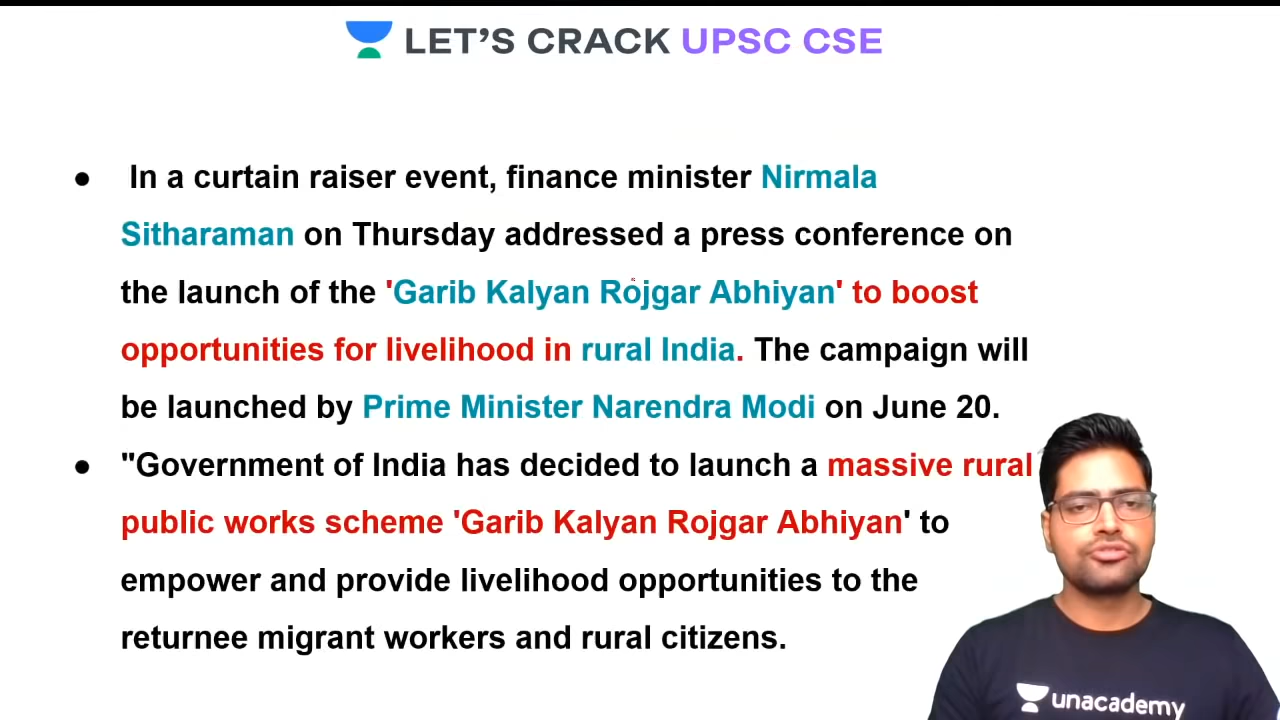 LET'S CRACK UPSC CSE
● In a curtain raiser event, finance minister Nirmala
Sitharaman on Thursday addressed a press conference on
the launch of the 'Garib Kalyan Rojgar Abhiyan' to boost
opportunities for livelihood in rural India. The campaign will
be launched by Prime Minister Narendra Modi on June 20.
● "Government of India has decided to launch a massive rural
public works scheme 'Garib Kalyan Rojgar Abhiyan' to
empower and provide livelihood opportunities to the
returnee migrant workers and rural citizens.
unacademy